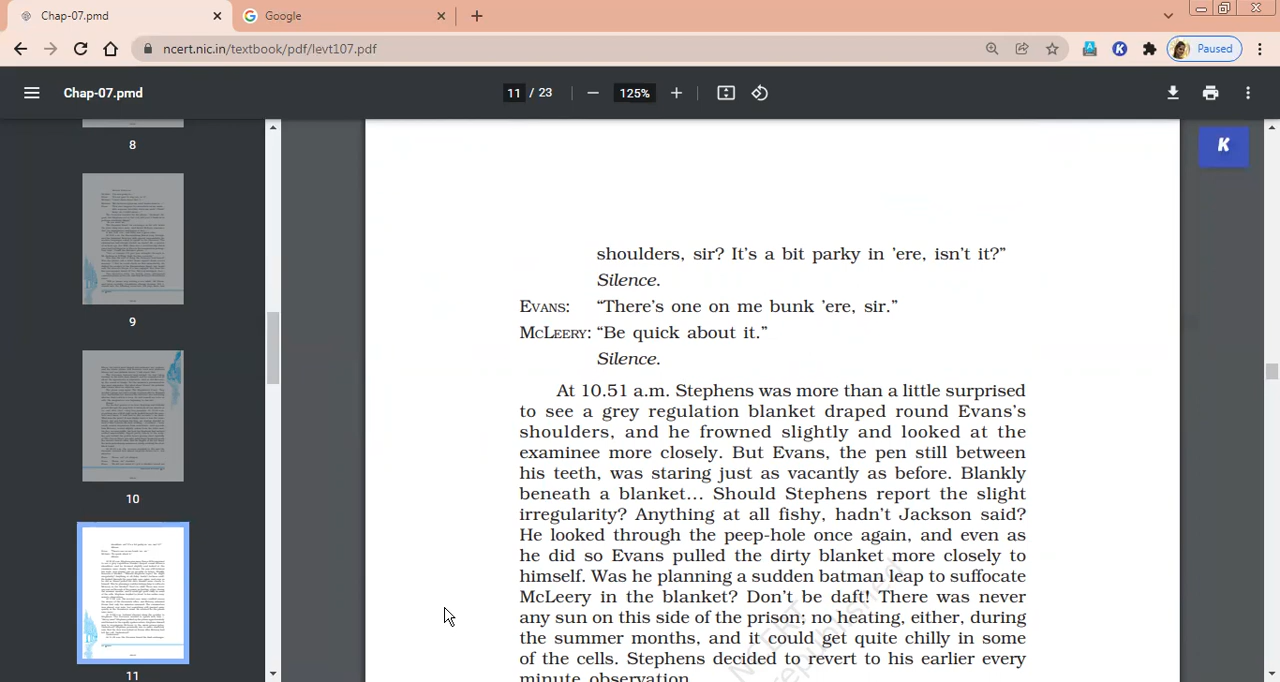 Chap-07.pmd
Google
ncert.nic.in/textbook/pdf/levt107.pdf
Paused
Chap-07.pmd
11 / 23
125%
8
9
10
11
K
shoulders, sir? It's a bit parky in 'ere, isn't it?”
Silence.
EVANS: “There's one on me bunk 'ere, sir.”
MCLEERY: “Be quick about it.”
Silence.
At 10.51 a.m. Stephens was more than a little surprised
to see a grey regulation blanket draped round Evans's
shoulders, and he frowned slightly and looked at the
examinee more closely. But Evans, the pen still between
his teeth, was staring just as vacantly as before. Blankly
beneath a blanket... Should Stephens report the slight
irregularity? Anything at all fishy, hadn't Jackson said?
He looked through the peep-hole once again, and even as
he did so Evans pulled the dirty blanket more closely to
himself. Was he planning a sudden batman leap to suffocate
McLeery in the blanket? Don't be daft! There was never
any sun on this side of the prison; no heating, either, during
the summer months, and it could get quite chilly in some
of the cells. Stephens decided to revert to his earlier every
minute observation.